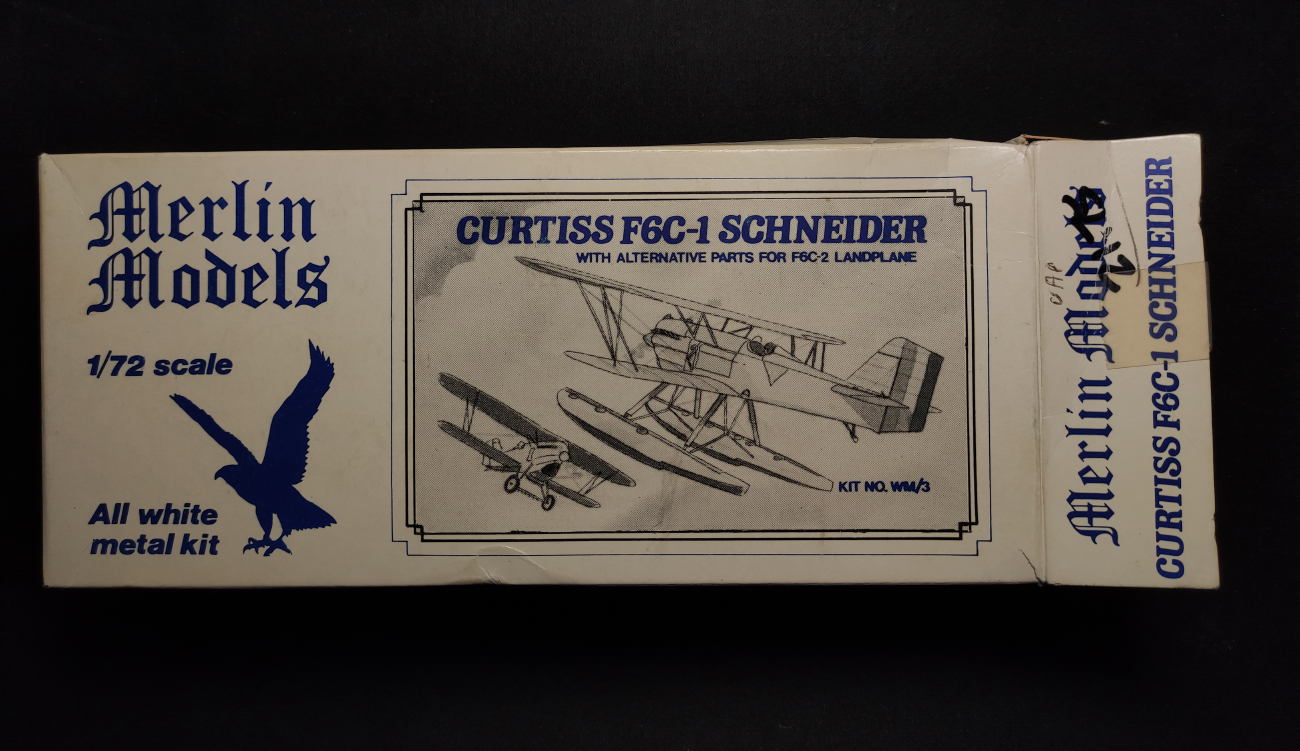 Merlin
Models
1/72 scale
All white
metal kit
CURTISS F6C-1 SCHNEIDER
WITH ALTERNATIVE PARTS FOR F6C-2 LANDPLANE
KIT NO. WM/3
Merlin Models
CURTISS F6C-1 SCHNEIDER